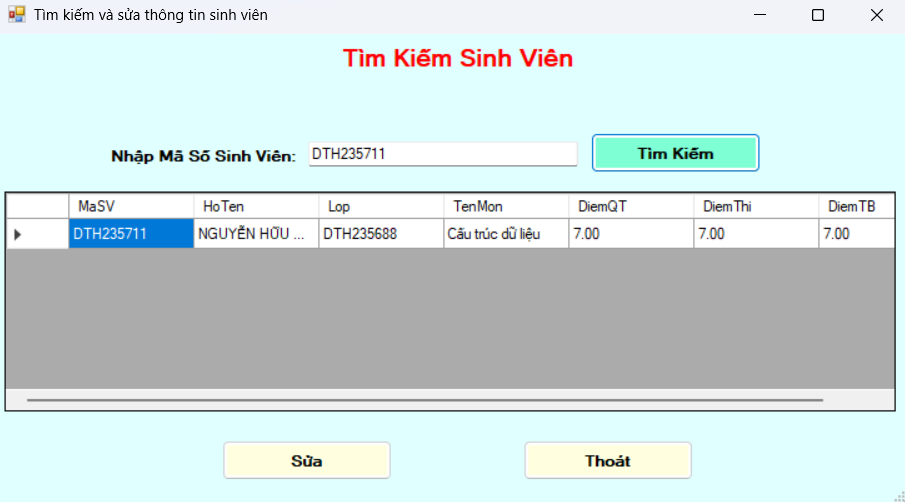 Tìm kiếm và sửa thông tin sinh viên
Tìm Kiếm Sinh Viên
Nhập Mã Số Sinh Viên: DTH235711 Tìm Kiếm
MaSV HoTen Lop TenMon DiemQT DiemThi DiemTB
DTH235711 NGUYỄN HỮU ... DTH235688 Cấu trúc dữ liệu 7.00 7.00 7.00
Sửa Thoát